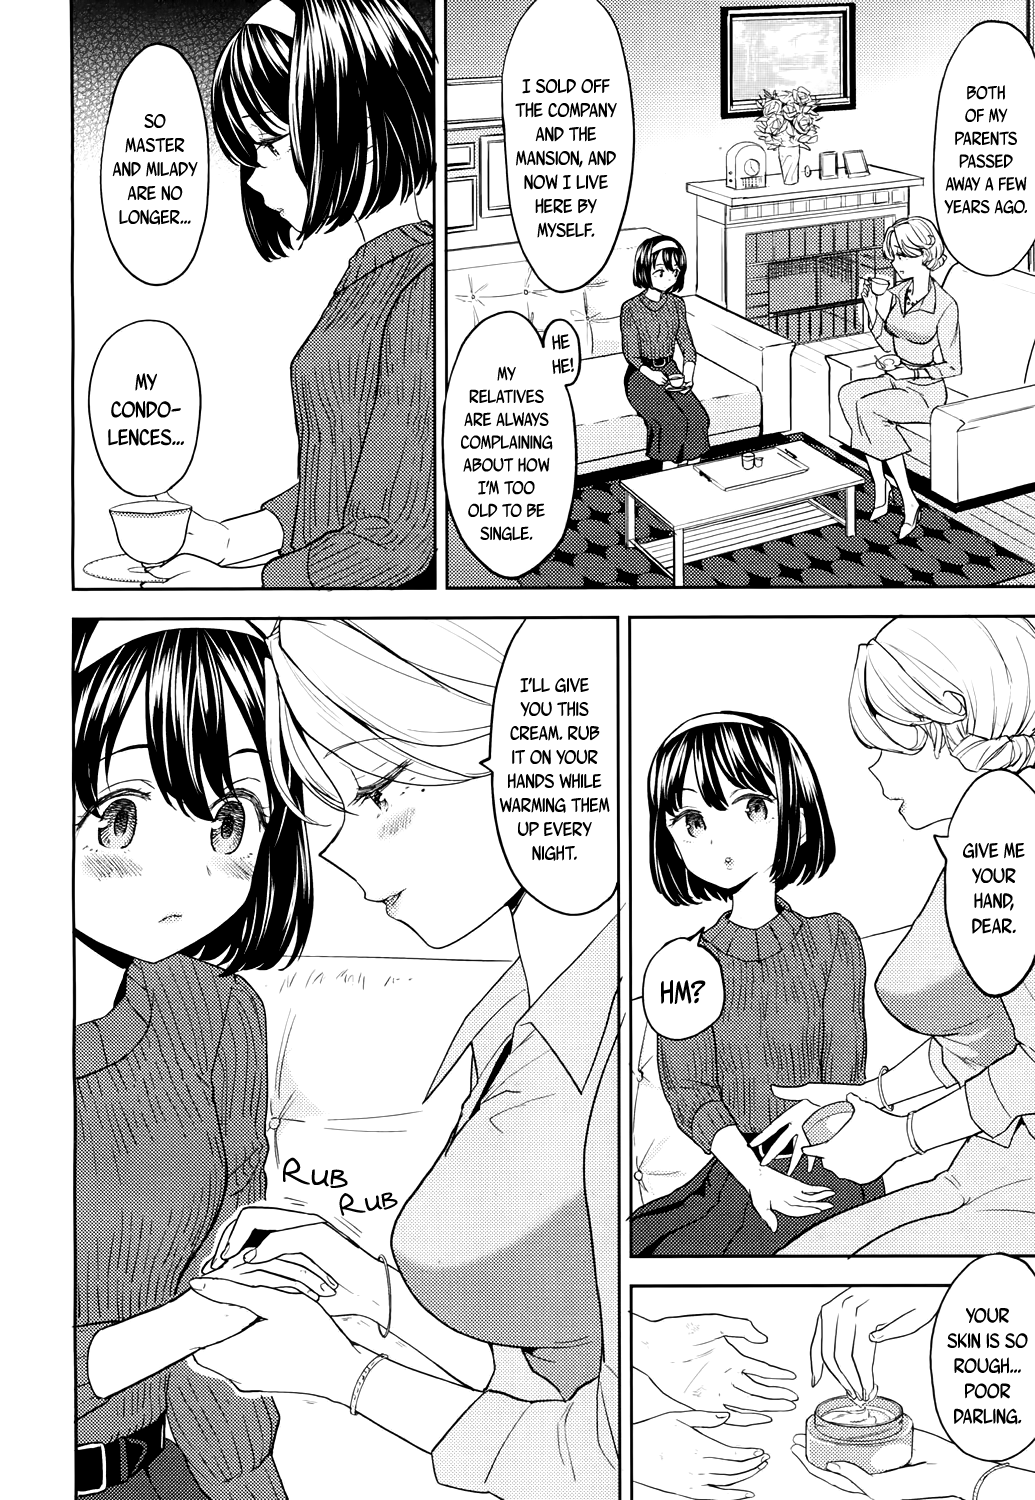 BOTH
OF MY
PARENTS
PASSED
AWAY A FEW
YEARS AGO.
I SOLD OFF
THE COMPANY
AND THE
MANSION, AND
NOW I LIVE
HERE BY
MYSELF.
HE
HE!
MY
RELATIVES
ARE ALWAYS
COMPLAINING
ABOUT HOW
I'M TOO
OLD TO BE
SINGLE.
SO
MASTER
AND MILADY
ARE NO
LONGER...
MY
CONDO-
LENCES...
GIVE ME
YOUR
HAND,
DEAR.
HM?
YOUR
SKIN IS SO
ROUGH...
POOR
DARLING.
I'LL GIVE
YOU THIS
CREAM. RUB
IT ON YOUR
HANDS WHILE
WARMING THEM
UP EVERY
NIGHT.
RUB
RUB